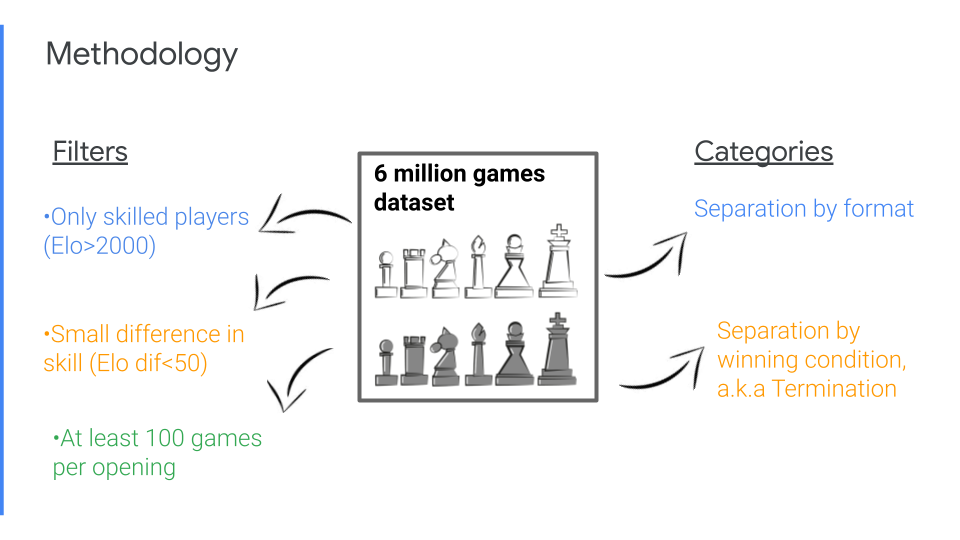 Methodology
Filters
•Only skilled players
(Elo>2000)
•Small difference in
skill (Elo dif<50)
•At least 100 games
per opening
6 million games
dataset
Categories
Separation by format
Separation by
winning condition,
a.k.a Termination